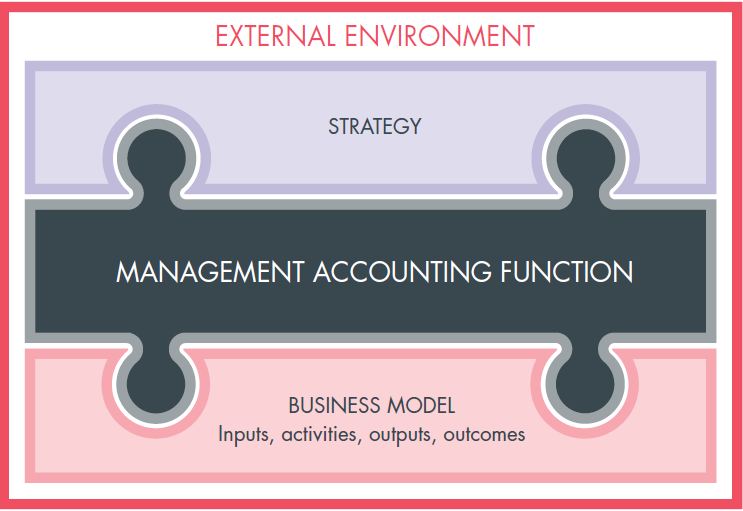 EXTERNAL ENVIRONMENT
STRATEGY
MANAGEMENT ACCOUNTING FUNCTION
BUSINESS MODEL
Inputs, activities, outputs, outcomes